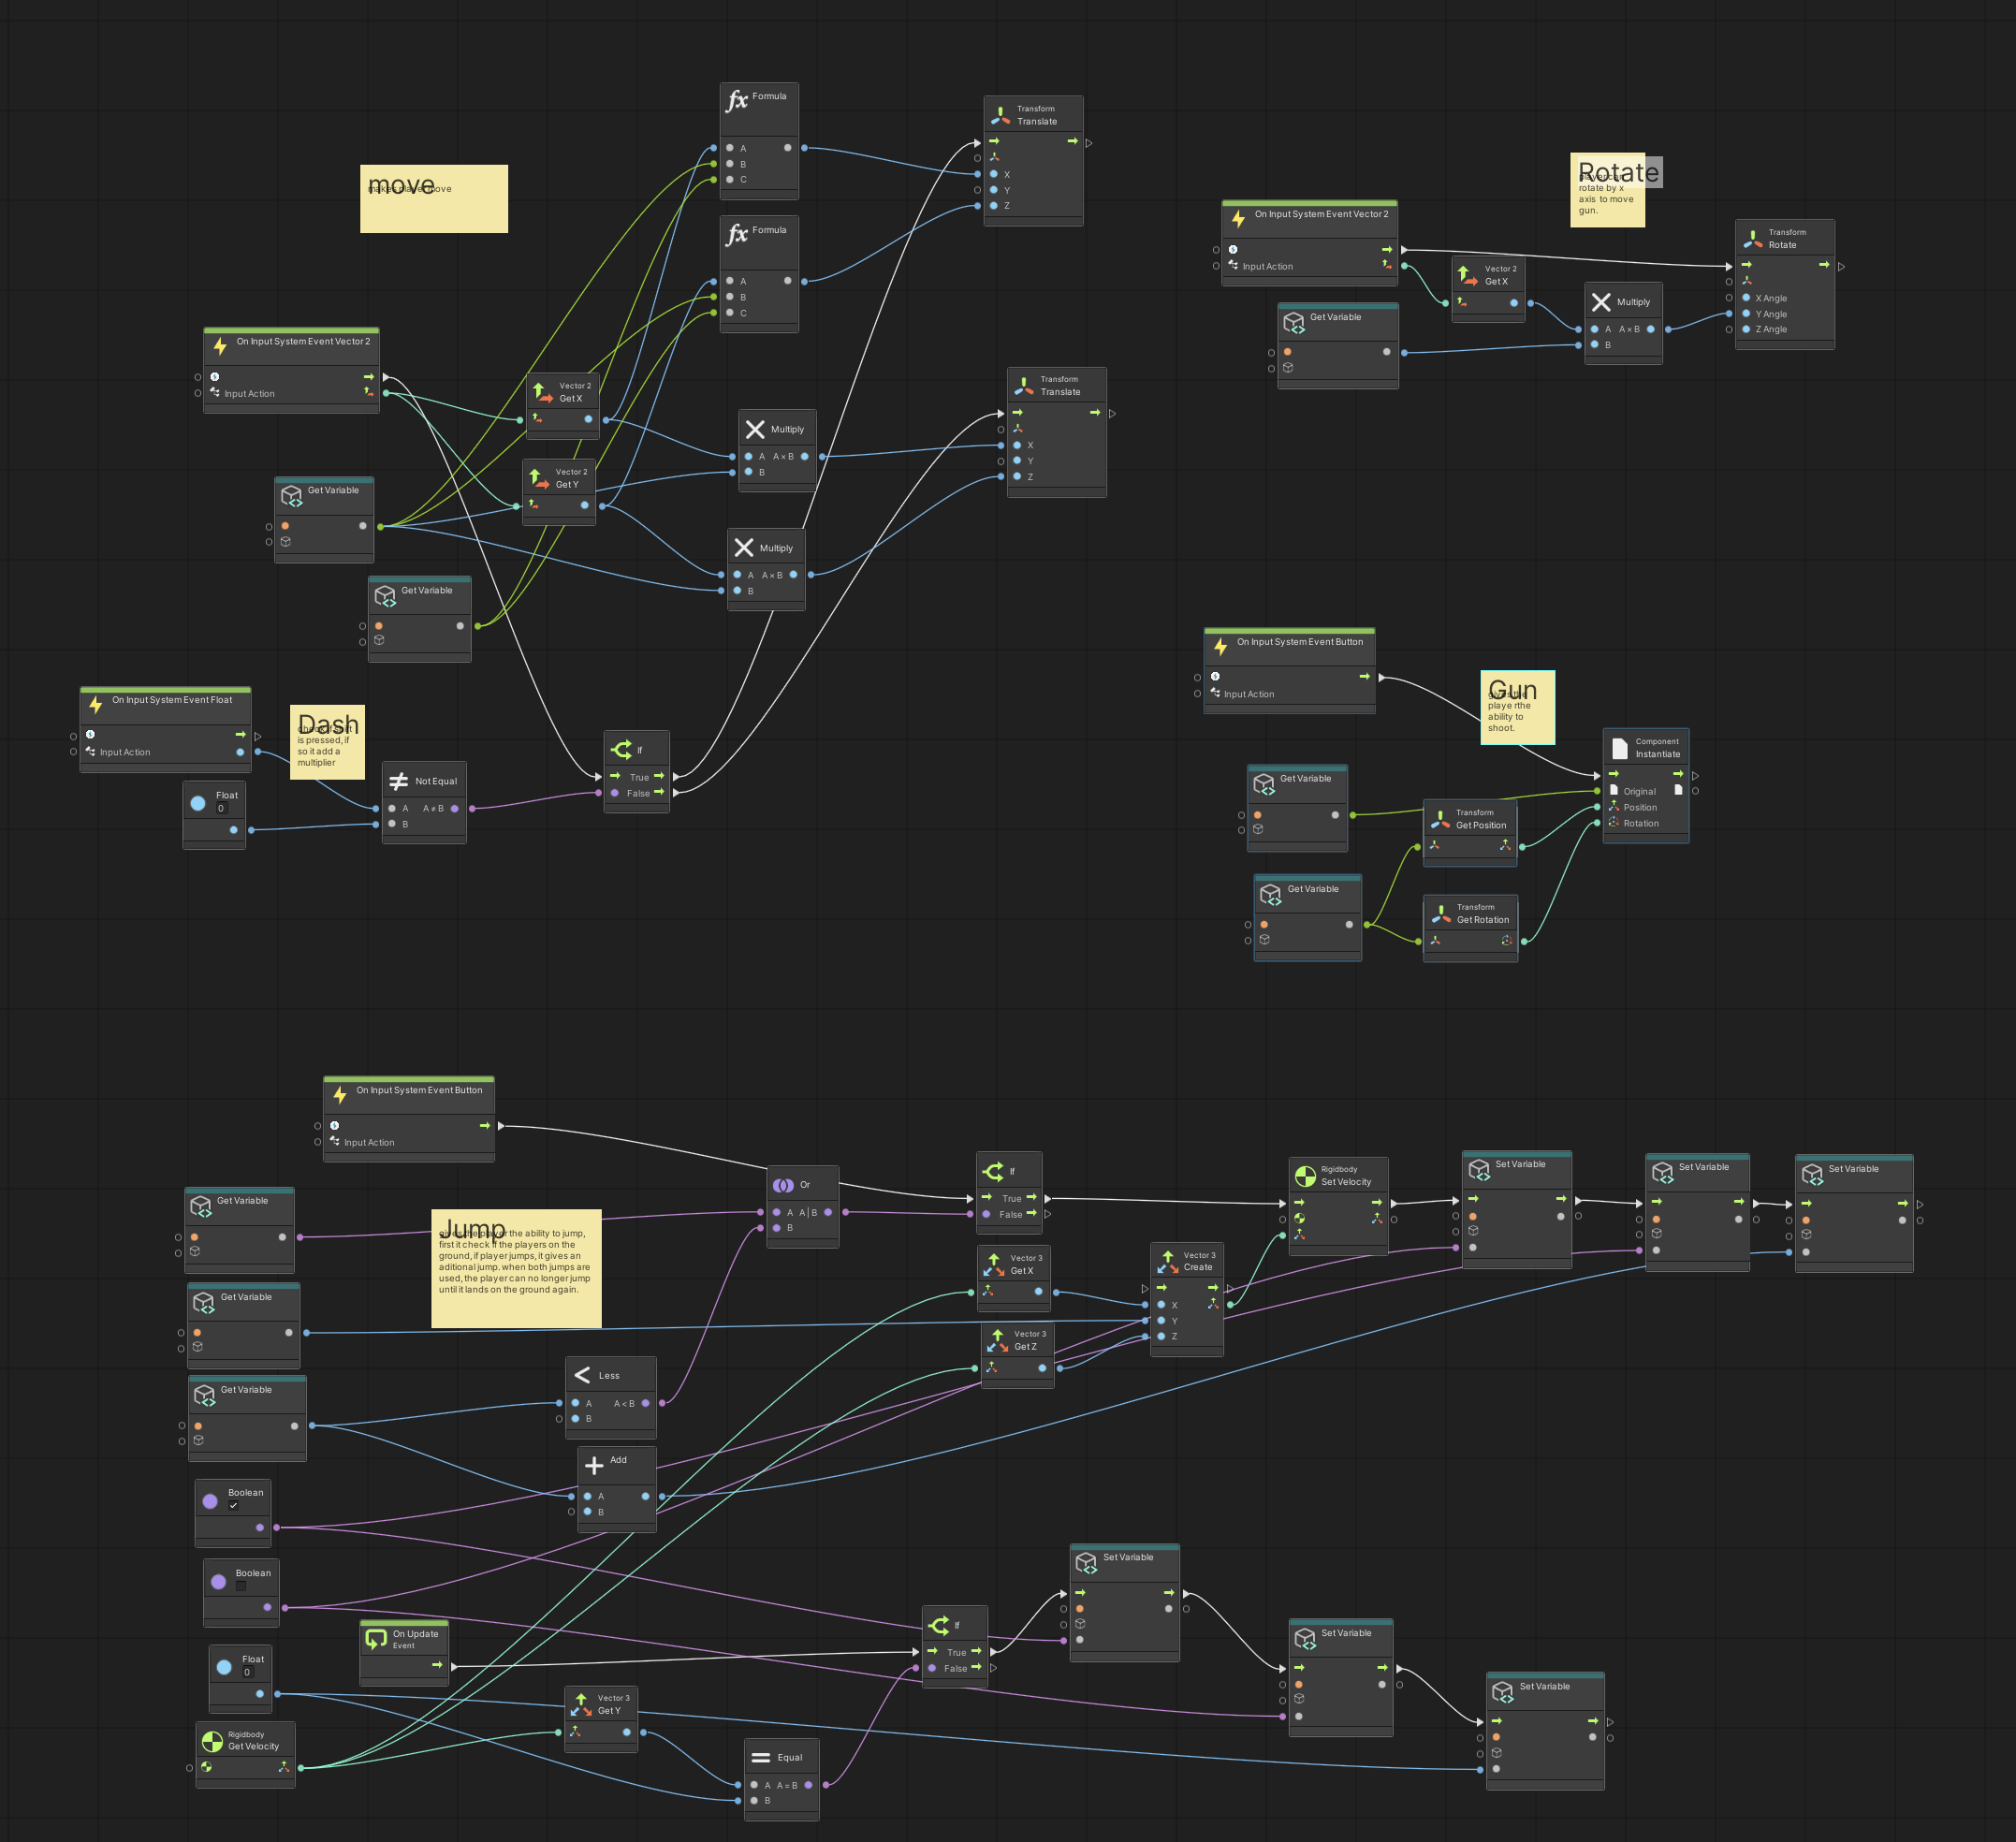 move
makes player move
Formula
A
B
C
Formula
A
B
C
Transform
Translate
X
Y
Z
On Input System Event Vector 2
Input Action
Vector 2
Get X
Vector 2
Get Y
Get Variable
Get Variable
Multiply
A A × B
B
Multiply
A A × B
B
Transform
Translate
X
Y
Z
On Input System Event Float
Input Action
Float
0
Dash
is pressed, if
so it add a
multiplier
Not Equal
A A ≠ B
B
If
True
False
Rotate
rotate by x
axis to move
gun.
On Input System Event Vector 2
Input Action
Vector 2
Get X
Get Variable
Multiply
A A × B
B
Transform
Rotate
X Angle
Y Angle
Z Angle
On Input System Event Button
Input Action
Gun
playe rthe
ability to
shoot.
Get Variable
Get Variable
Transform
Get Position
Transform
Get Rotation
Component
Instantiate
Original
Position
Rotation
On Input System Event Button
Input Action
Get Variable
Jump
gives the player the ability to jump,
first it check if the players on the
ground, if player jumps, it gives an
aditional jump. when both jumps are
used, the player can no longer jump
until it lands on the ground again.
Or
A A | B
B
If
True
False
Rigidbody
Set Velocity
Set Variable
Set Variable
Set Variable
Get Variable
Get Variable
Vector 3
Get X
Vector 3
Get Z
Vector 3
Create
X
Y
Z
Less
A A < B
B
Add
A
B
Boolean
Boolean
Float
0
Rigidbody
Get Velocity
On Update
Event
Vector 3
Get Y
Equal
A A = B
B
If
True
False
Set Variable
Set Variable
Set Variable